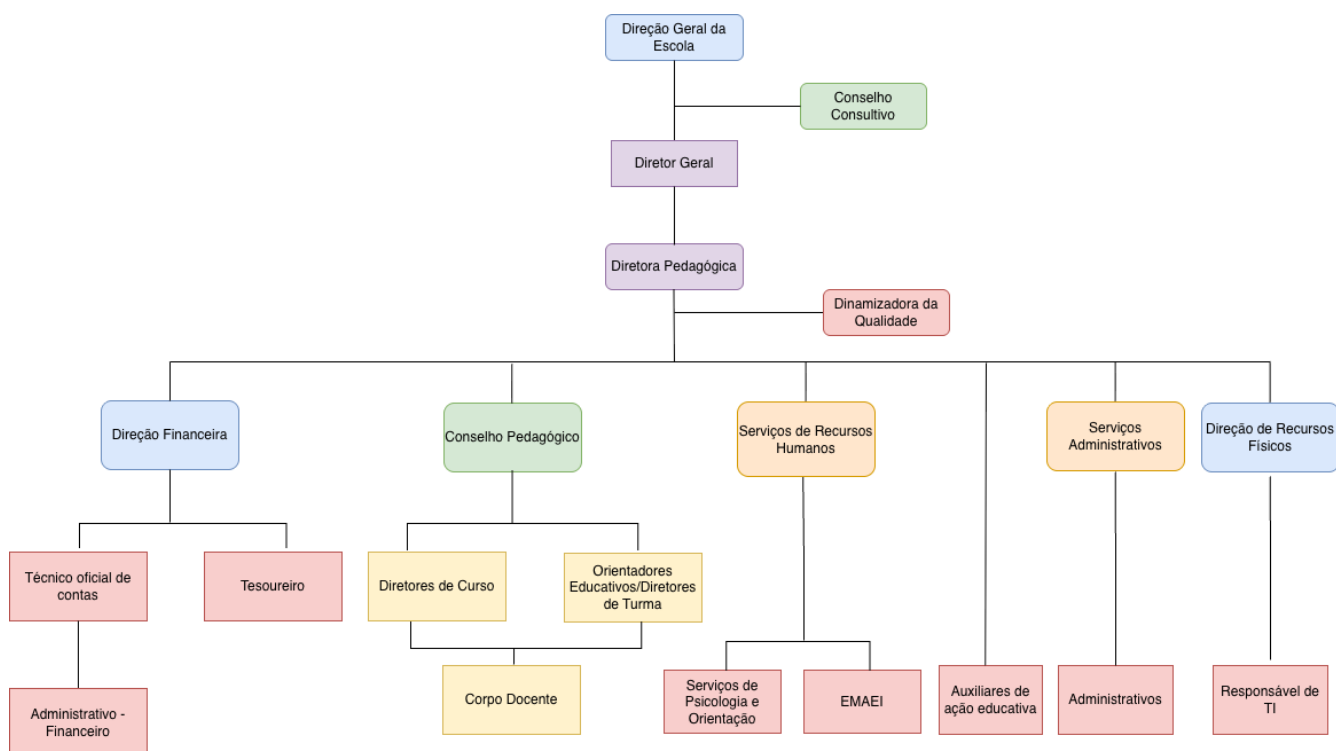 Direção Geral da
Escola
Conselho
Consultivo
Diretor Geral
Diretora Pedagógica
Dinamizadora da
Qualidade
Direção Financeira
Conselho Pedagógico
Serviços de Recursos
Humanos
Serviços
Administrativos
Direção de Recursos
Físicos
Técnico oficial de
contas
Tesoureiro
Diretores de Curso
Orientadores
Educativos/Diretores
de Turma
Administrativo -
Financeiro
Corpo Docente
Serviços de
Psicologia e
Orientação
EMAEI
Auxiliares de
ação educativa
Administrativos
Responsável de
TI